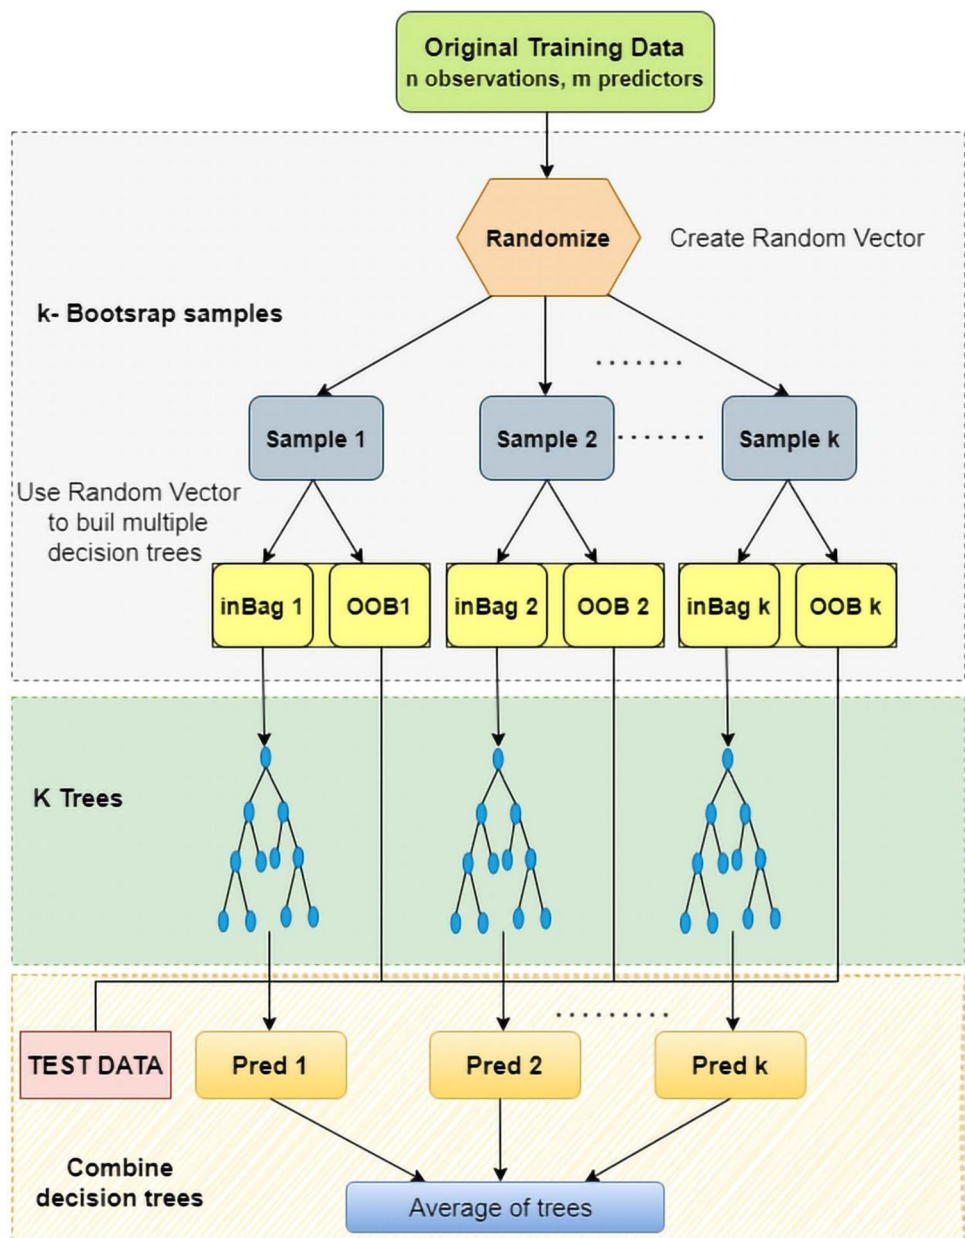 Original Training Data
n observations, m predictors
Randomize
Create Random Vector
k- Bootsrap samples
Sample 1
Sample 2
Sample k
Use Random Vector
to buil multiple
decision trees
inBag 1
OOB1
inBag 2
OOB 2
inBag k
OOB k
K Trees
TEST DATA
Pred 1
Pred 2
Pred k
Combine
decision trees
Average of trees